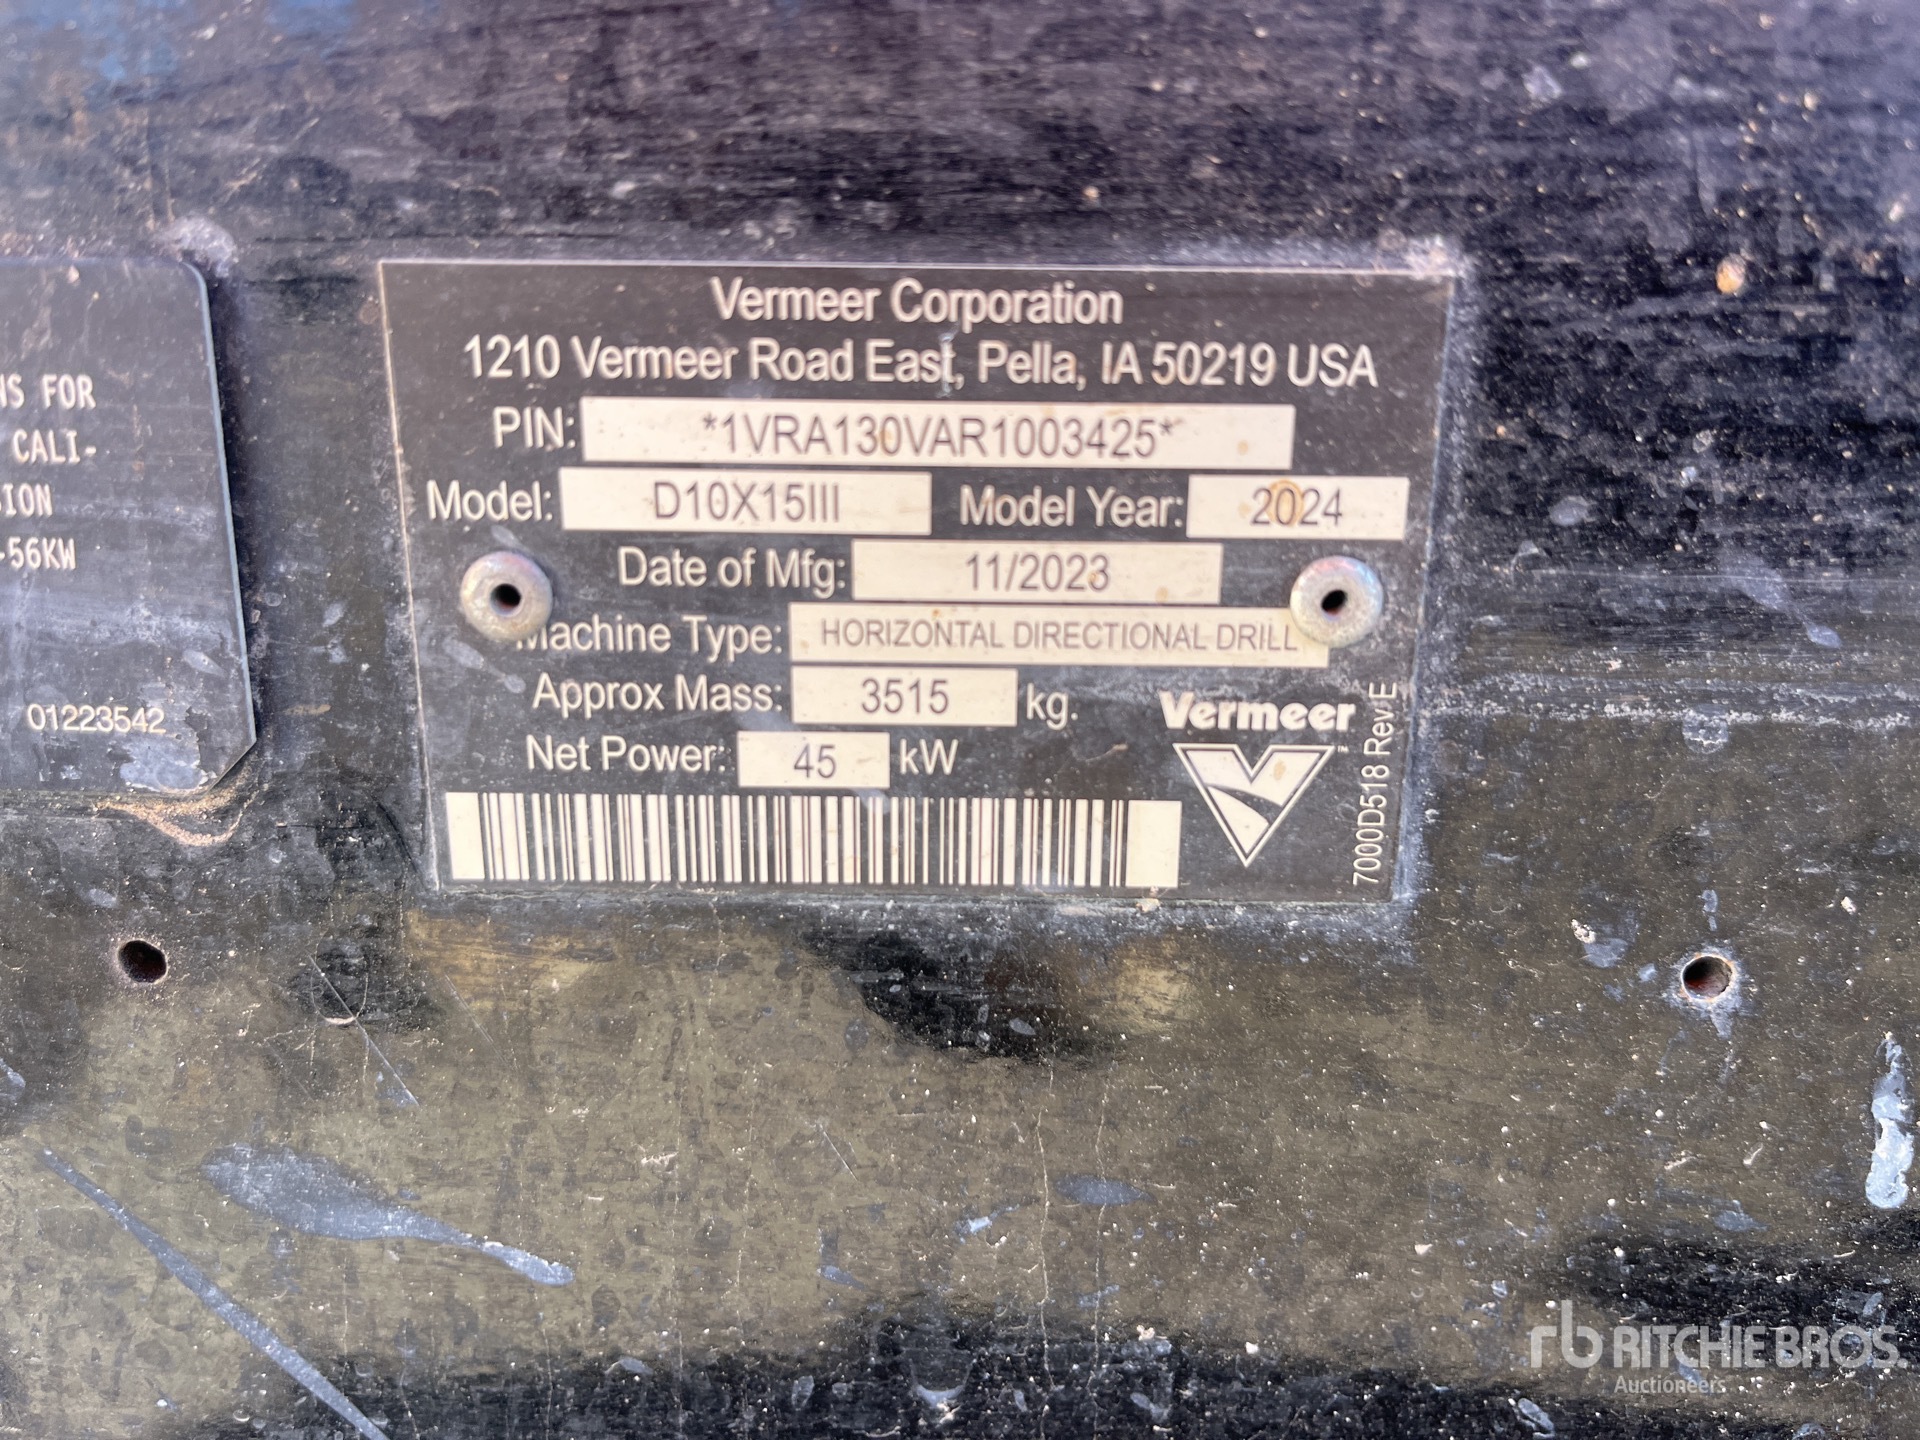 NS FOR
CALI-
SION
-56KW
01223542
Vermeer Corporation
1210 Vermeer Road East, Pella, IA 50219 USA
PIN: *1VRA130VAR1003425*
Model: D10X15III Model Year: 2024
Date of Mfg: 11/2023
Machine Type: HORIZONTAL DIRECTIONAL DRILL
Approx Mass: 3515 kg.
Net Power: 45 kW
Vermeer
™
7000D518 Rev E
rb RITCHIE BROS.
Auctioneers